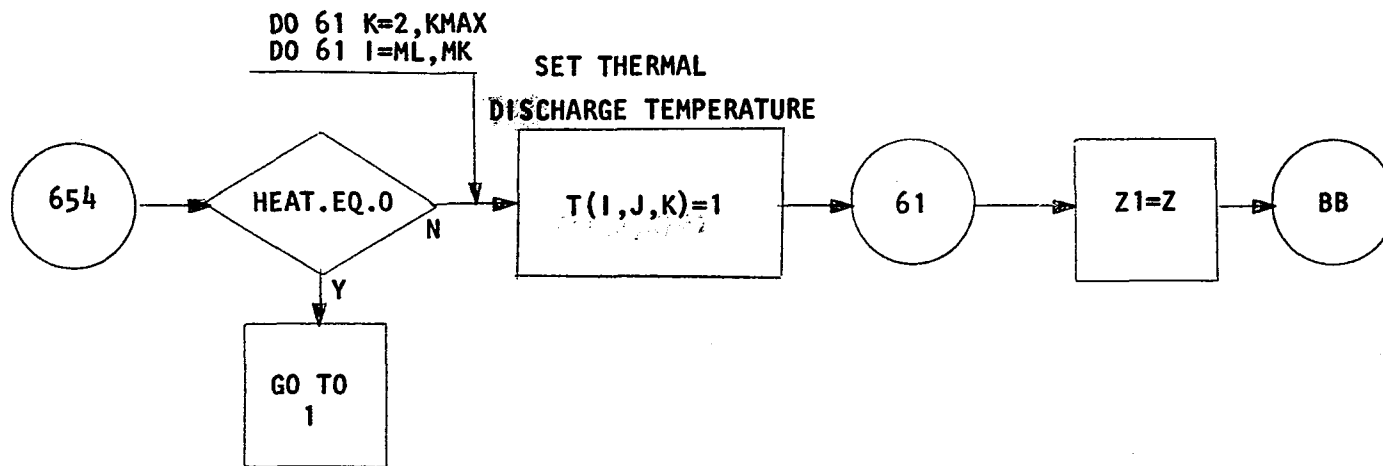 DO 61 K=2,KMAX
DO 61 I=ML,MK
SET THERMAL
DISCHARGE TEMPERATURE
654
HEAT.EQ.0
N
T(I,J,K)=1
61
Z1=Z
BB
Y
GO TO
1